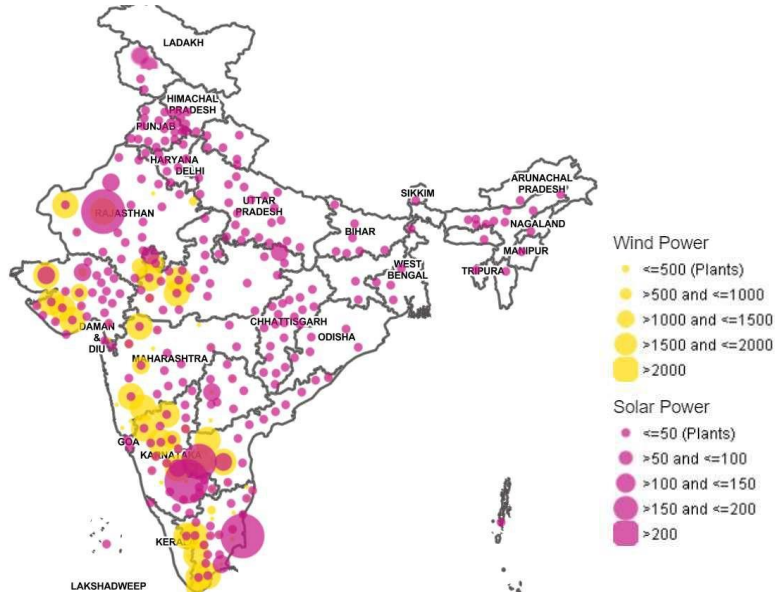 LADAKH
HIMACHAL
PRADESH
PUNJAB
HARYANA
DELHI
RAJASTHAN
UTTAR
PRADESH
SIKKIM
ARUNACHAL
PRADESH
NAGALAND
BIHAR
MANIPUR
WEST
BENGAL
TRIPURA
DAMAN
&
DIU
CHHATTISGARH
ODISHA
MAHARASHTRA
GOA
KARNATAKA
KERALA
LAKSHADWEEP
Wind Power
<=500 (Plants)
>500 and <=1000
>1000 and <=1500
>1500 and <=2000
>2000
Solar Power
<=50 (Plants)
>50 and <=100
>100 and <=150
>150 and <=200
>200